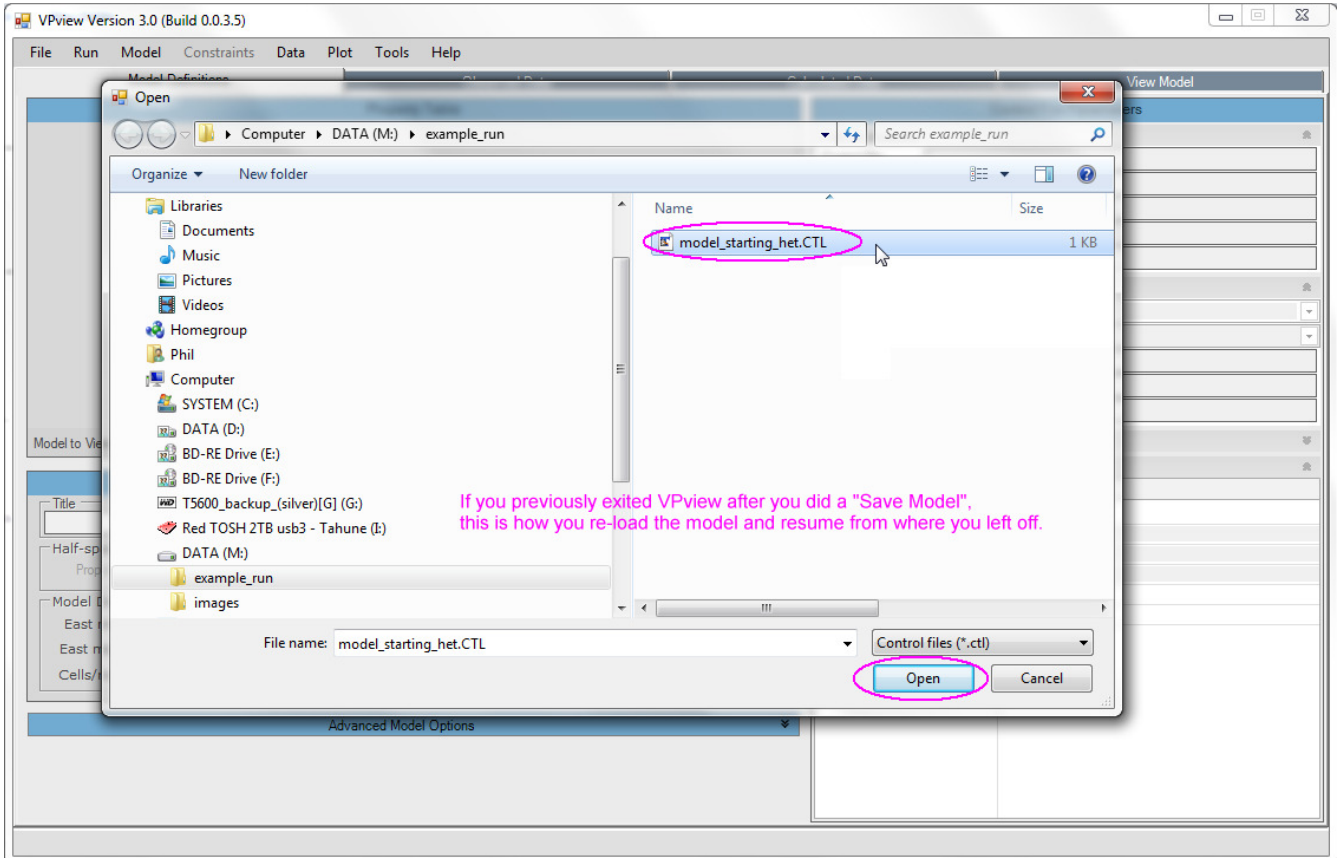 VPview Version 3.0 (Build 0.0.3.5)
File Run Model Constraints Data Plot Tools Help
Model Definitions View Model
Open
Computer ▸ DATA (M:) ▸ example_run Search example_run
Organize New folder
Libraries
Documents
Music
Pictures
Videos
Homegroup
Phil
Computer
SYSTEM (C:)
DATA (D:)
BD-RE Drive (E:)
BD-RE Drive (F:)
T5600_backup_(silver)[G] (G:)
Red TOSH 2TB usb3 - Tahune (I:)
DATA (M:)
example_run
images
Name Size
model_starting_het.CTL 1 KB
If you previously exited VPview after you did a "Save Model",
this is how you re-load the model and resume from where you left off.
File name: model_starting_het.CTL Control files (*.ctl)
Open Cancel
ers
Model to Vie
Title
Half-sp
Prop
Model D
East r
East m
Cells/r
Advanced Model Options